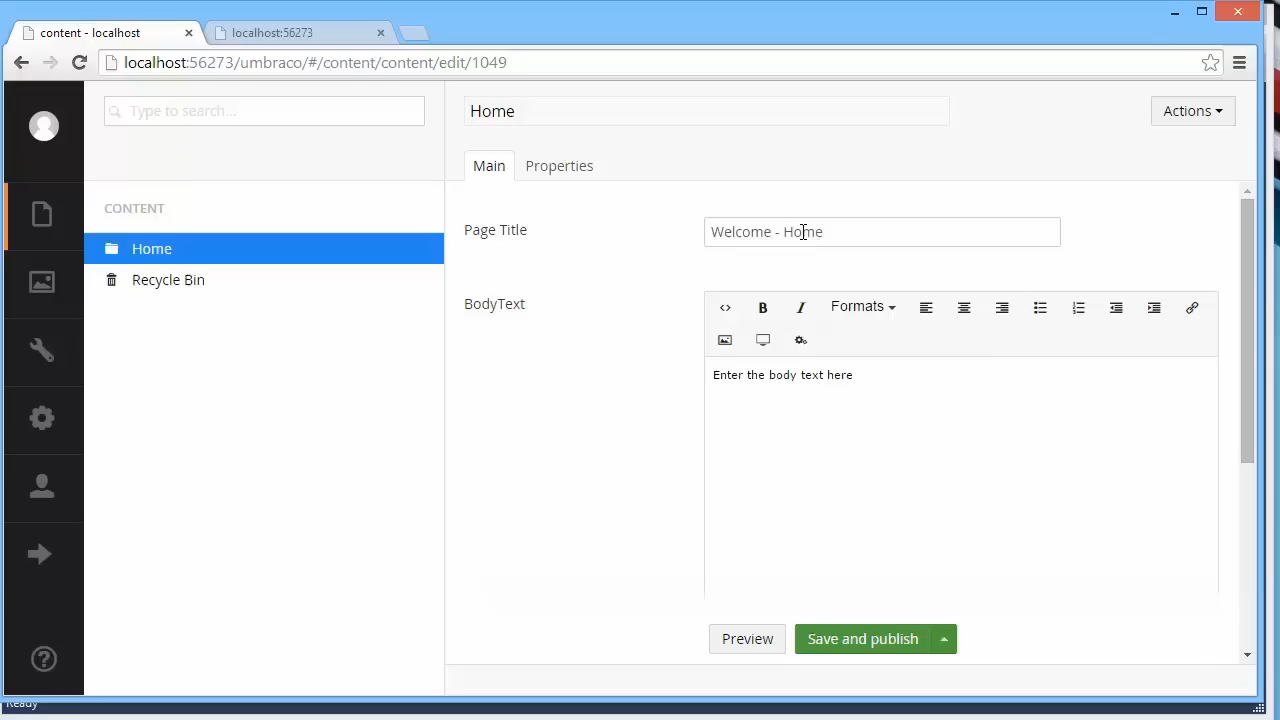 content - localhost
localhost:56273
localhost:56273/umbraco/#/content/content/edit/1049
Type to search...
Home
Actions
Main
Properties
CONTENT
Home
Recycle Bin
Page Title
Welcome - Home
BodyText
Formats
Enter the body text here
Preview
Save and publish
Ready